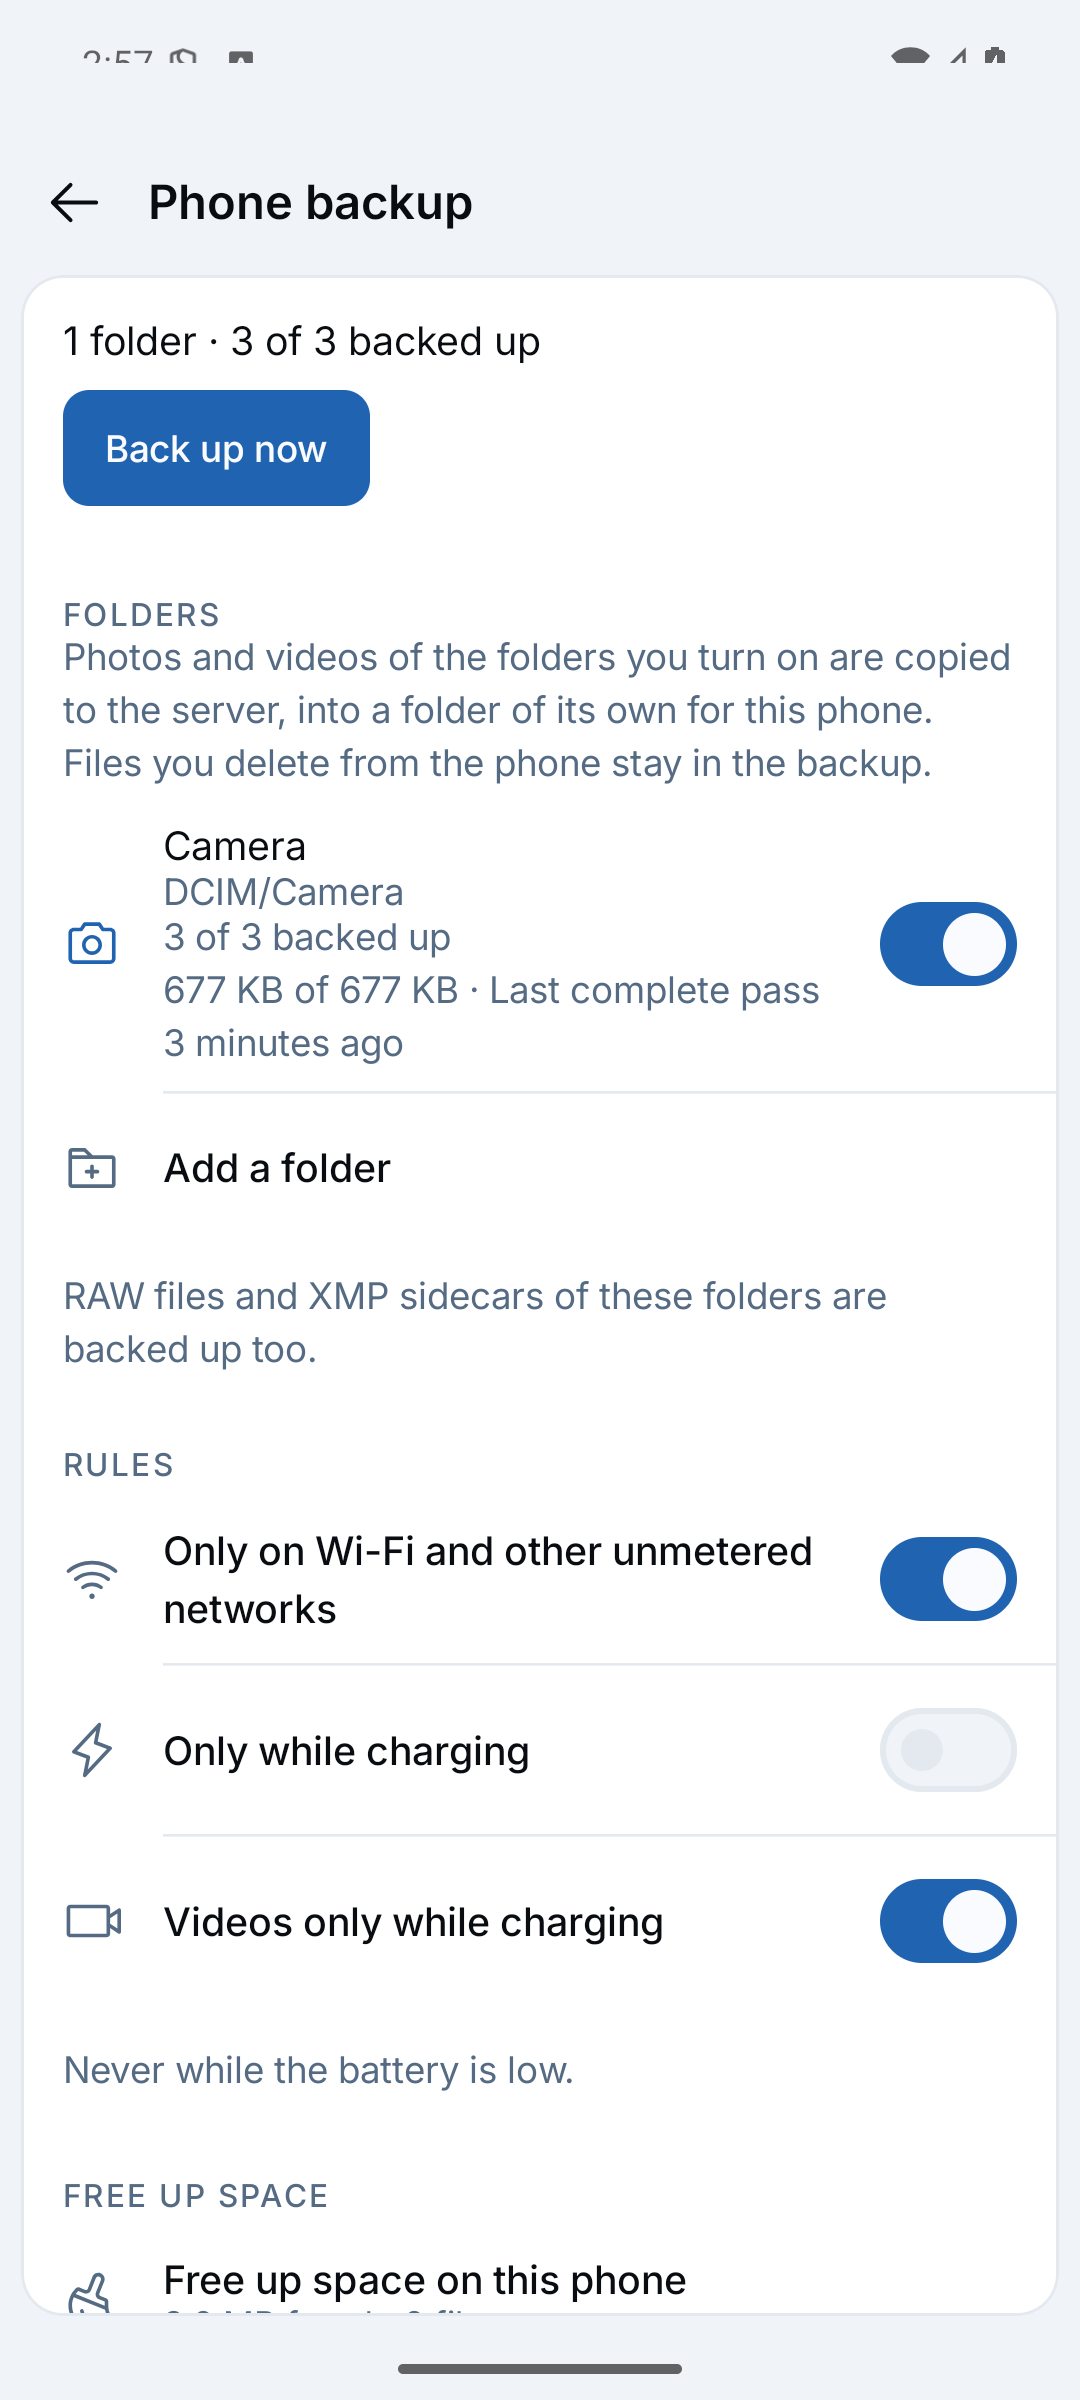 2:57
Phone backup
1 folder · 3 of 3 backed up
Back up now
FOLDERS
Photos and videos of the folders you turn on are copied
to the server, into a folder of its own for this phone.
Files you delete from the phone stay in the backup.
Camera
DCIM/Camera
3 of 3 backed up
677 KB of 677 KB · Last complete pass
3 minutes ago
Add a folder
RAW files and XMP sidecars of these folders are
backed up too.
RULES
Only on Wi-Fi and other unmetered
networks
Only while charging
Videos only while charging
Never while the battery is low.
FREE UP SPACE
Free up space on this phone